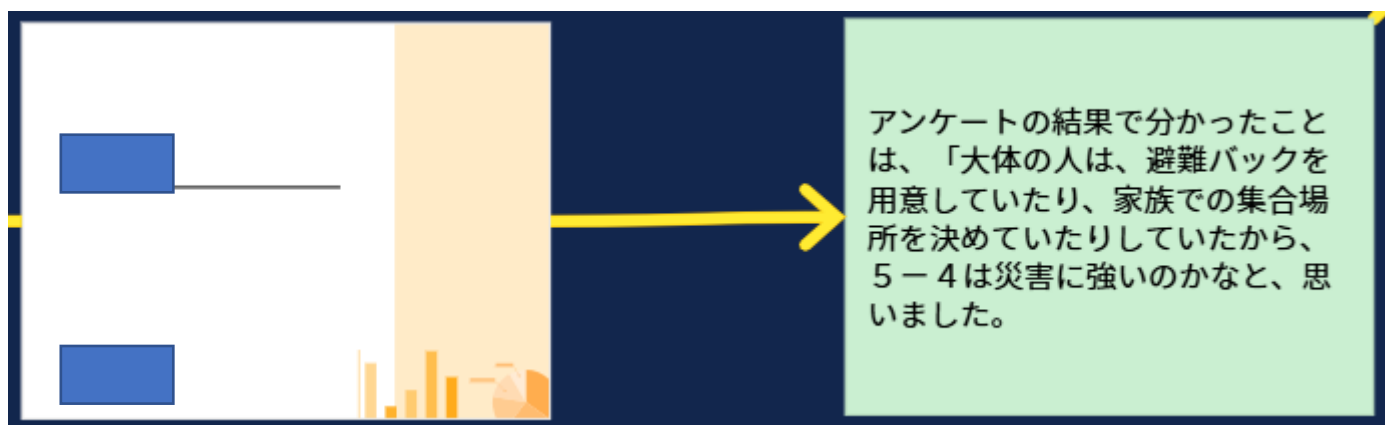 アンケートの結果で分かったこと
は、「大体の人は、避難バックを
用意していたり、家族での集合場
所を決めていたりしていたから、
５－４は災害に強いのかなと、思
いました。